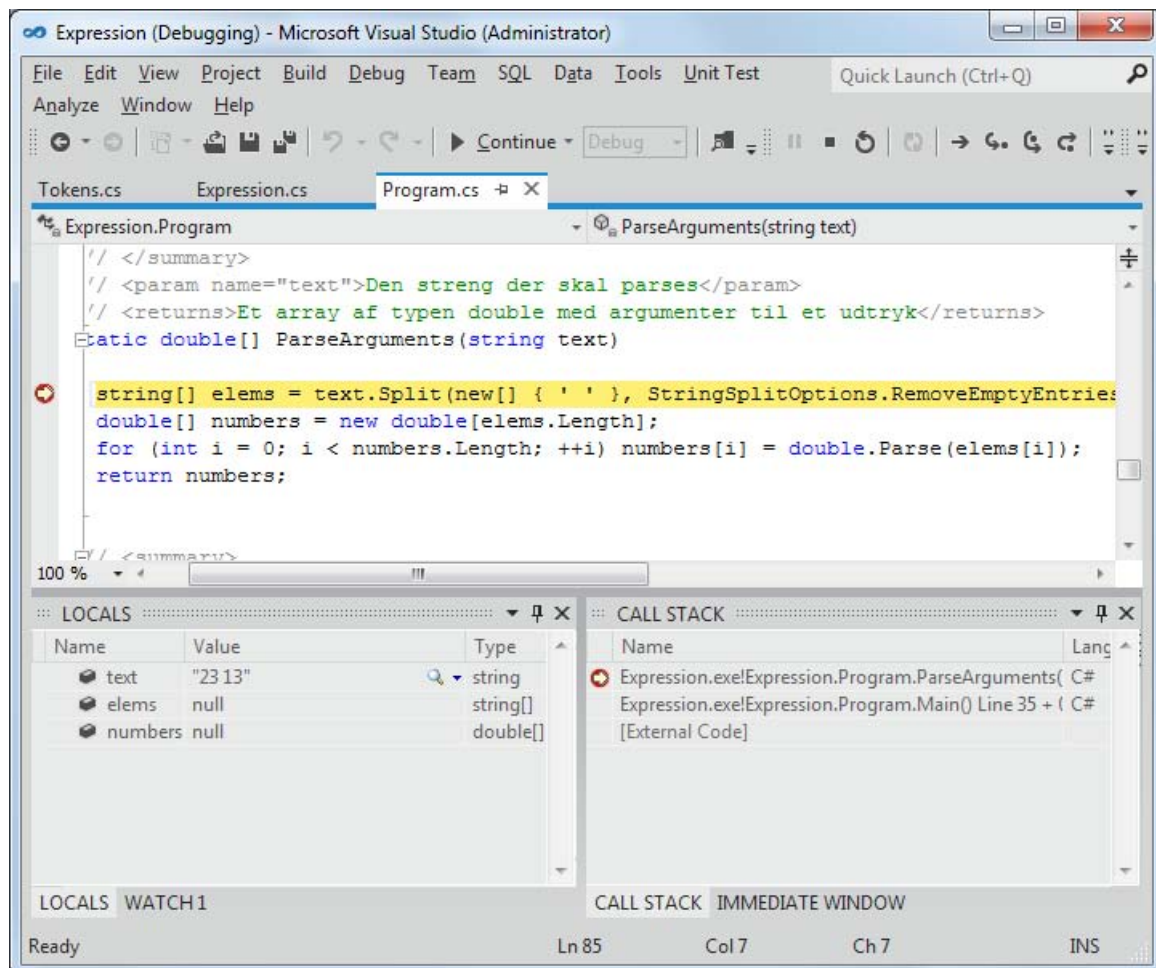 Expression (Debugging) - Microsoft Visual Studio (Administrator)
File Edit View Project Build Debug Team SQL Data Tools Unit Test Quick Launch (Ctrl+Q)
Analyze Window Help
Continue Debug
Tokens.cs Expression.cs Program.cs
Expression.Program ParseArguments(string text)
'/ </summary>
'/ <param name="text">Den streng der skal parses</param>
'/ <returns>Et array af typen double med argumenter til et udtryk</returns>
tatic double[] ParseArguments(string text)
string[] elems = text.Split(new[] { ' ' }, StringSplitOptions.RemoveEmptyEntries
double[] numbers = new double[elems.Length];
for (int i = 0; i < numbers.Length; ++i) numbers[i] = double.Parse(elems[i]);
return numbers;
'/ <summary>
100 %
LOCALS CALL STACK
Name Value Type Name Lang
text "23 13" string Expression.exe!Expression.Program.ParseArguments( C#
elems null string[] Expression.exe!Expression.Program.Main() Line 35 + ( C#
numbers null double[] [External Code]
LOCALS WATCH 1 CALL STACK IMMEDIATE WINDOW
Ready Ln 85 Col 7 Ch 7 INS